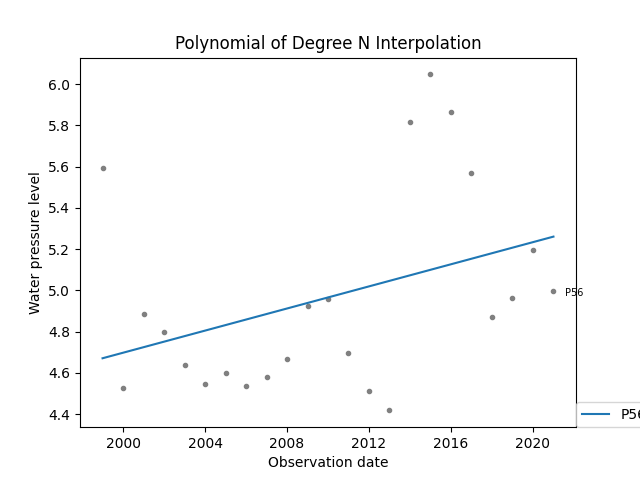 Polynomial of Degree N Interpolation
6.0
5.8
5.6
5.4
5.2
5.0
4.8
4.6
4.4
Water pressure level
P56
P56
2000 2004 2008 2012 2016 2020
Observation date